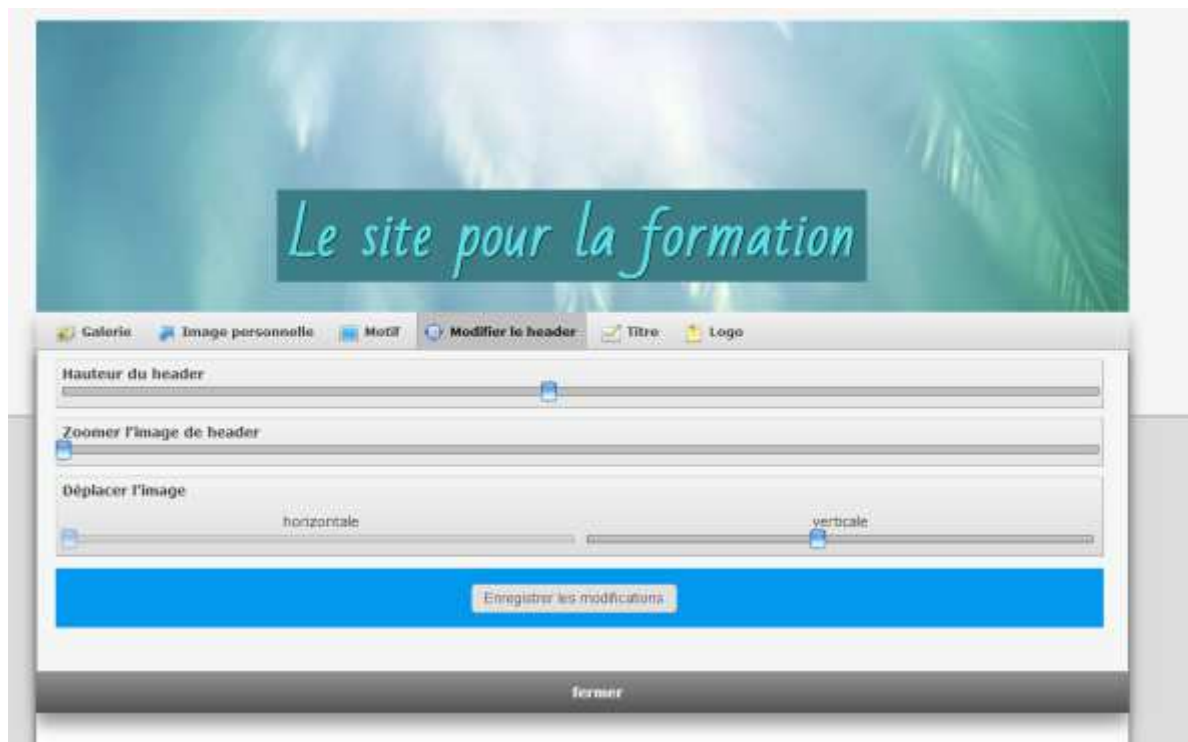 Le site pour la formation
Galerie Image personnelle Motif Modifier le header Titre Logo
Hauteur du header
Zoomer l'image de header
Déplacer l'image
horizontale verticale
Enregistrer les modifications
fermer